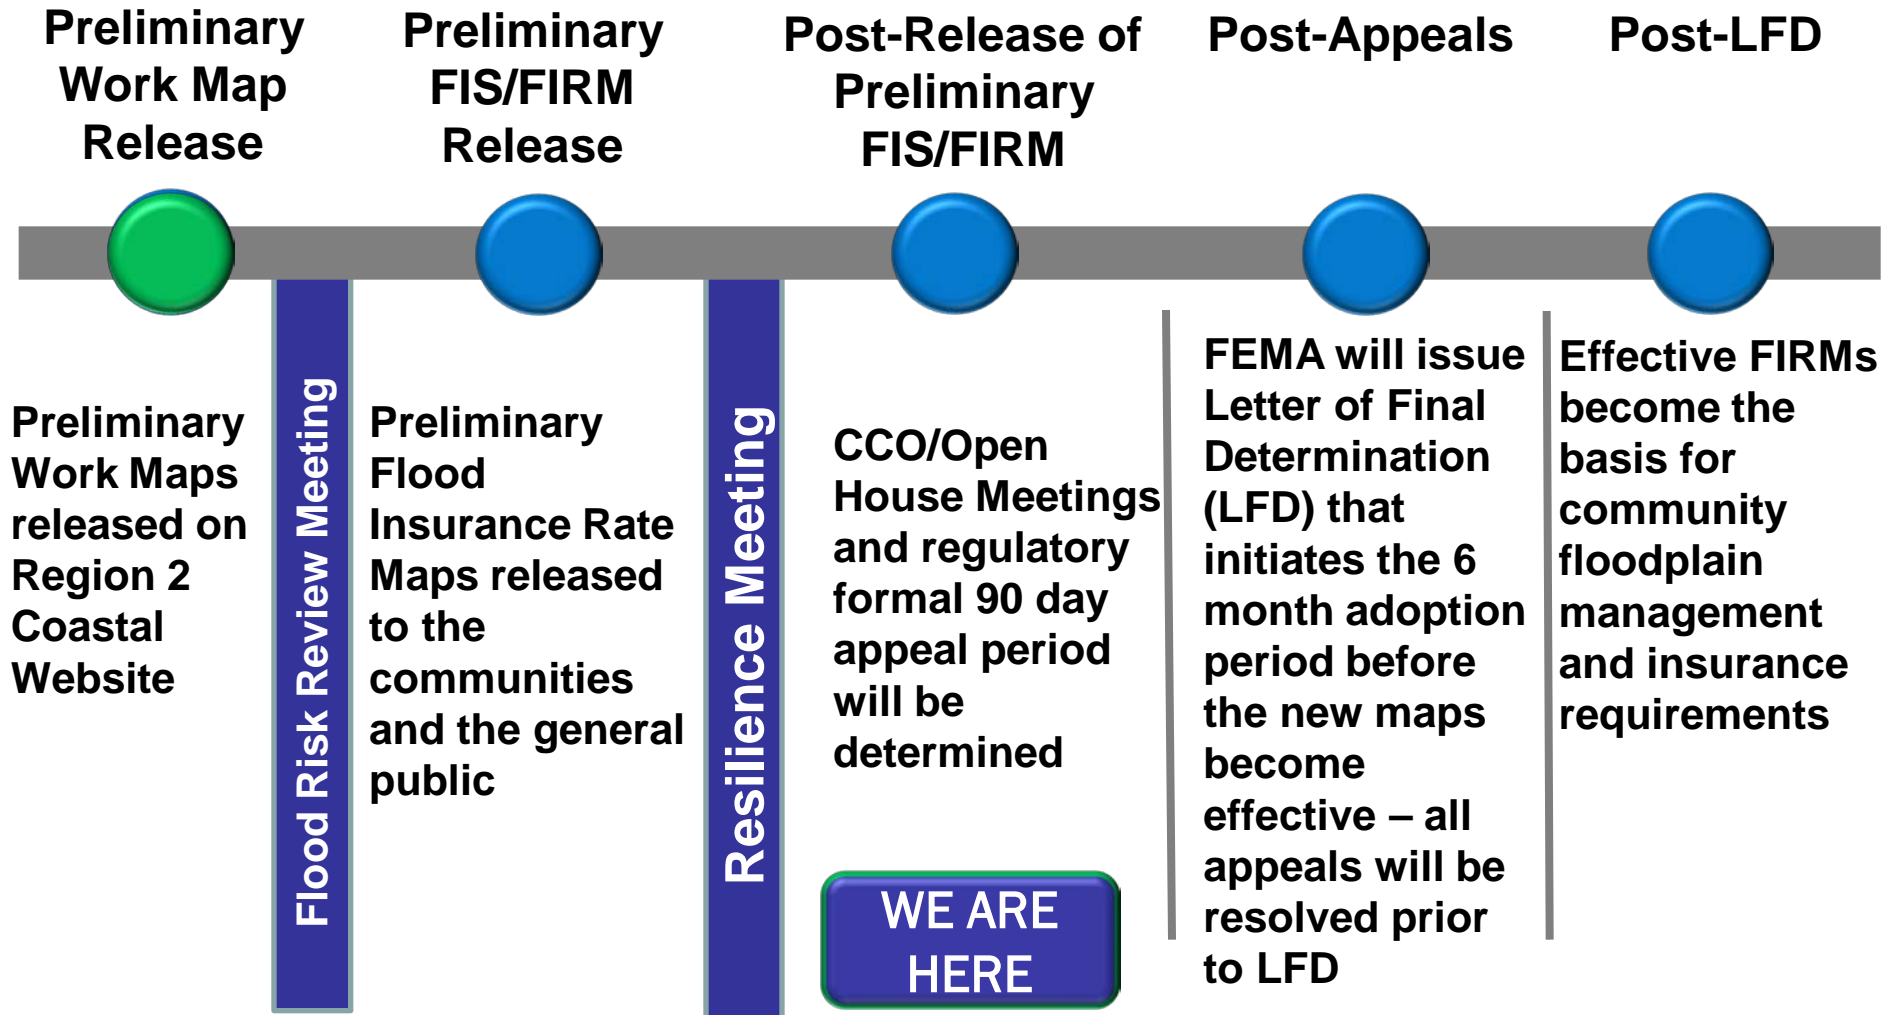 Preliminary
Work Map
Release
Preliminary
FIS/FIRM
Release
Post-Release of
Preliminary
FIS/FIRM
Post-Appeals
Post-LFD
Preliminary
Work Maps
released on
Region 2
Coastal
Website
Flood Risk Review Meeting
Preliminary
Flood
Insurance Rate
Maps released
to the
communities
and the general
public
Resilience Meeting
CCO/Open
House Meetings
and regulatory
formal 90 day
appeal period
will be
determined
WE ARE
HERE
FEMA will issue
Letter of Final
Determination
(LFD) that
initiates the 6
month adoption
period before
the new maps
become
effective – all
appeals will be
resolved prior
to LFD
Effective FIRMs
become the
basis for
community
floodplain
management
and insurance
requirements